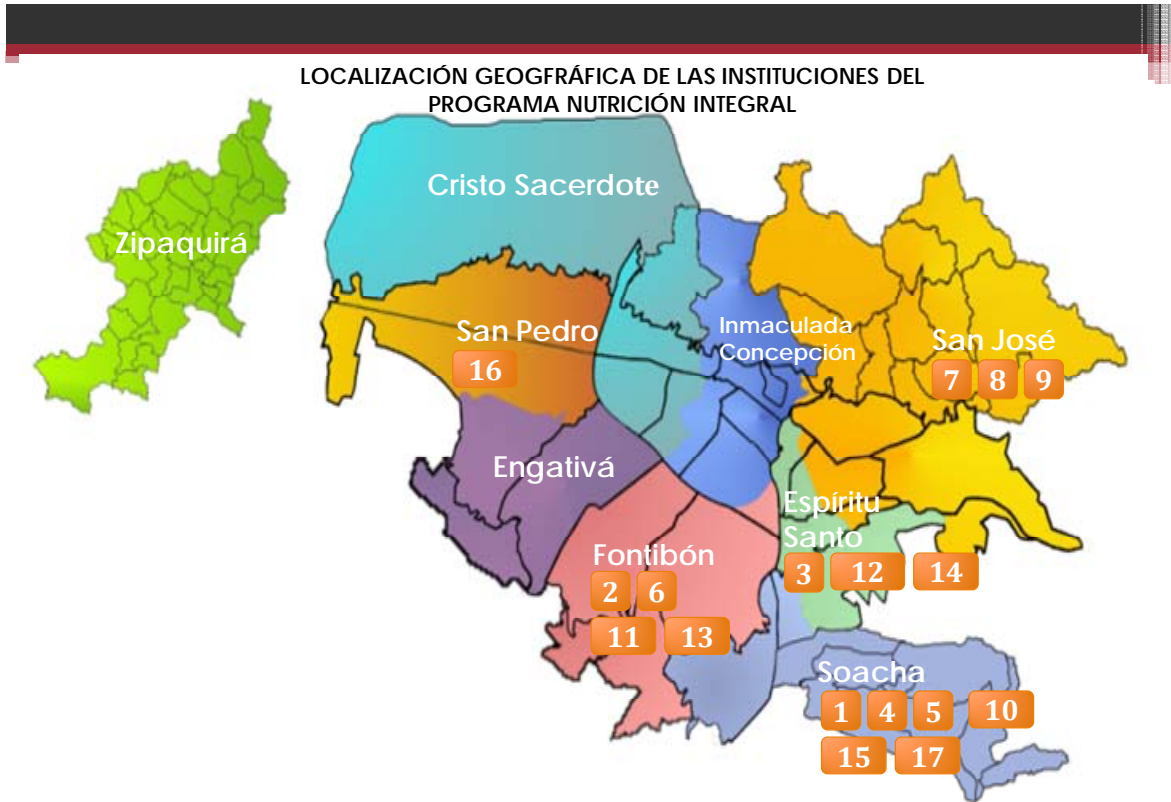 LOCALIZACIÓN GEOGFRÁFICA DE LAS INSTITUCIONES DEL
PROGRAMA NUTRICIÓN INTEGRAL
Cristo Sacerdote
Zipaquirá
San Pedro
16
Inmaculada
Concepción
San José
7 8 9
Engativá
Espíritu
Santo
3 12 14
Fontibón
2 6
11 13
Soacha
1 4 5 10
15 17